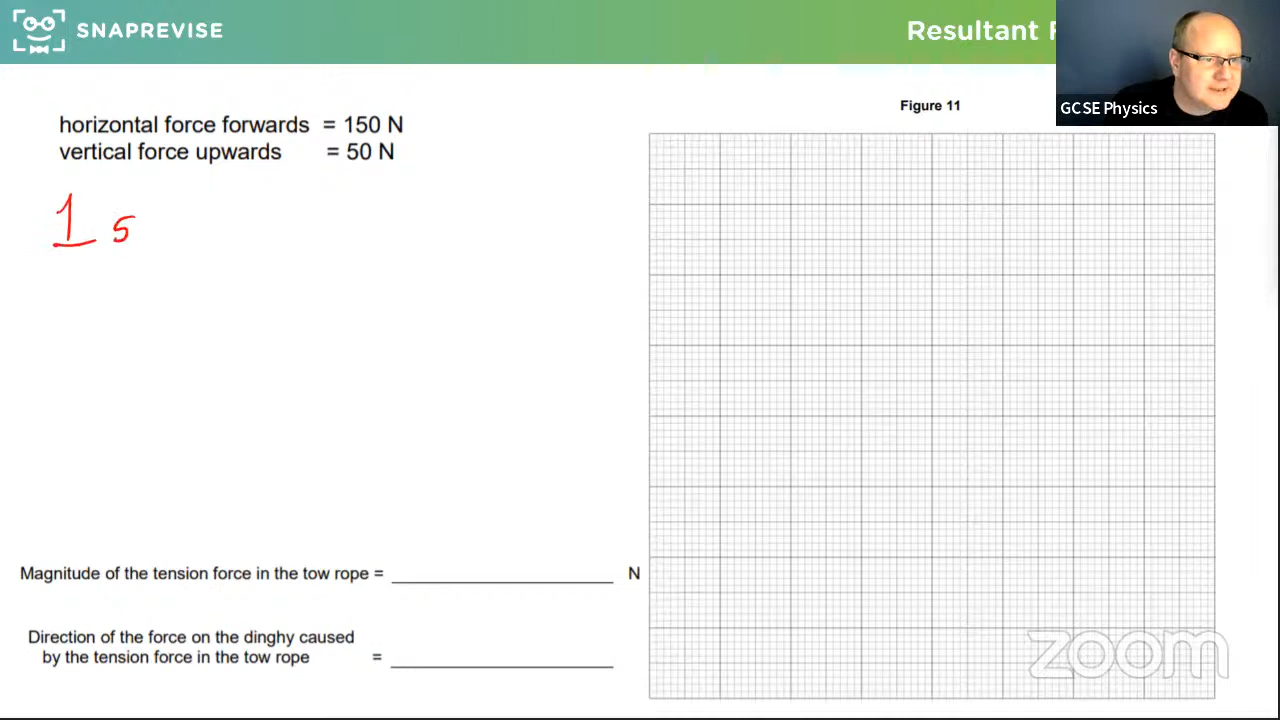 SNAPREVISE
Resultant F
GCSE Physics
Figure 11
horizontal force forwards = 150 N
vertical force upwards = 50 N
1 s
Magnitude of the tension force in the tow rope = N
Direction of the force on the dinghy caused
by the tension force in the tow rope =
zoom